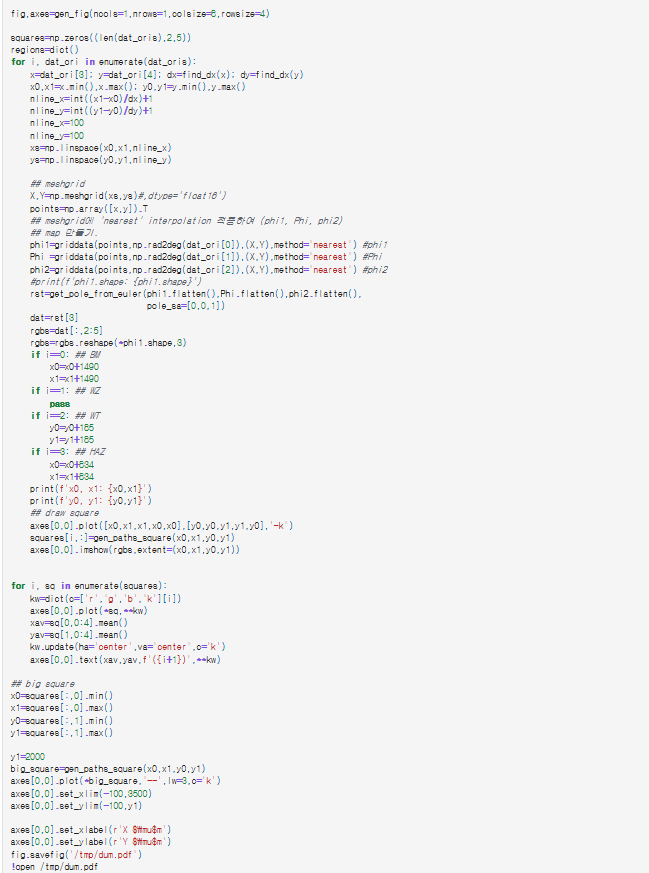 fig,axes=gen_fig(ncols=1,nrows=1,colsize=6,rowsize=4)
squares=np.zeros((len(dat_oris),2,5))
regions=dict()
for i, dat_ori in enumerate(dat_oris):
x=dat_ori[3]; y=dat_ori[4]; dx=find_dx(x); dy=find_dx(y)
x0,x1=x.min(),x.max(); y0,y1=y.min(),y.max()
nline_x=int((x1-x0)/dx)+1
nline_y=int((y1-y0)/dy)+1
nline_x=100
nline_y=100
xs=np.linspace(x0,x1,nline_x)
ys=np.linspace(y0,y1,nline_y)
## meshgrid
X,Y=np.meshgrid(xs,ys)#,dtype='float16')
points=np.array([x,y]).T
## meshgrid에 'nearest' interpolation 적용하여 (phi1, Phi, phi2)
## map 만들기.
phi1=griddata(points,np.rad2deg(dat_ori[0]),(X,Y),method='nearest') #phi1
Phi =griddata(points,np.rad2deg(dat_ori[1]),(X,Y),method='nearest') #Phi
phi2=griddata(points,np.rad2deg(dat_ori[2]),(X,Y),method='nearest') #phi2
#print(f'phi1.shape: {phi1.shape}')
rst=get_pole_from_euler(phi1.flatten(),Phi.flatten(),phi2.flatten(),
pole_sa=[0,0,1])
dat=rst[3]
rgbs=dat[:,2:5]
rgbs=rgbs.reshape(*phi1.shape,3)
if i==0: ## BM
x0=x0+1490
x1=x1+1490
if i==1: ## WZ
pass
if i==2: ## WT
y0=y0+185
y1=y1+185
if i==3: ## HAZ
x0=x0+634
x1=x1+634
print(f'x0, x1: {x0,x1}')
print(f'y0, y1: {y0,y1}')
## draw square
axes[0,0].plot([x0,x1,x1,x0,x0],[y0,y0,y1,y1,y0],'-k')
squares[i,:]=gen_paths_square(x0,x1,y0,y1)
axes[0,0].imshow(rgbs,extent=(x0,x1,y0,y1))
for i, sq in enumerate(squares):
kw=dict(c=['r','g','b','k'][i])
axes[0,0].plot(*sq,**kw)
xav=sq[0,0:4].mean()
yav=sq[1,0:4].mean()
kw.update(ha='center',va='center',c='k')
axes[0,0].text(xav,yav,f'({i+1})',**kw)
## big square
x0=squares[:,0].min()
x1=squares[:,0].max()
y0=squares[:,1].min()
y1=squares[:,1].max()
y1=2000
big_square=gen_paths_square(x0,x1,y0,y1)
axes[0,0].plot(*big_square,'--',lw=3,c='k')
axes[0,0].set_xlim(-100,3500)
axes[0,0].set_ylim(-100,y1)
axes[0,0].set_xlabel(r'X $₩mu$m')
axes[0,0].set_ylabel(r'Y $₩mu$m')
fig.savefig('/tmp/dum.pdf')
!open /tmp/dum.pdf